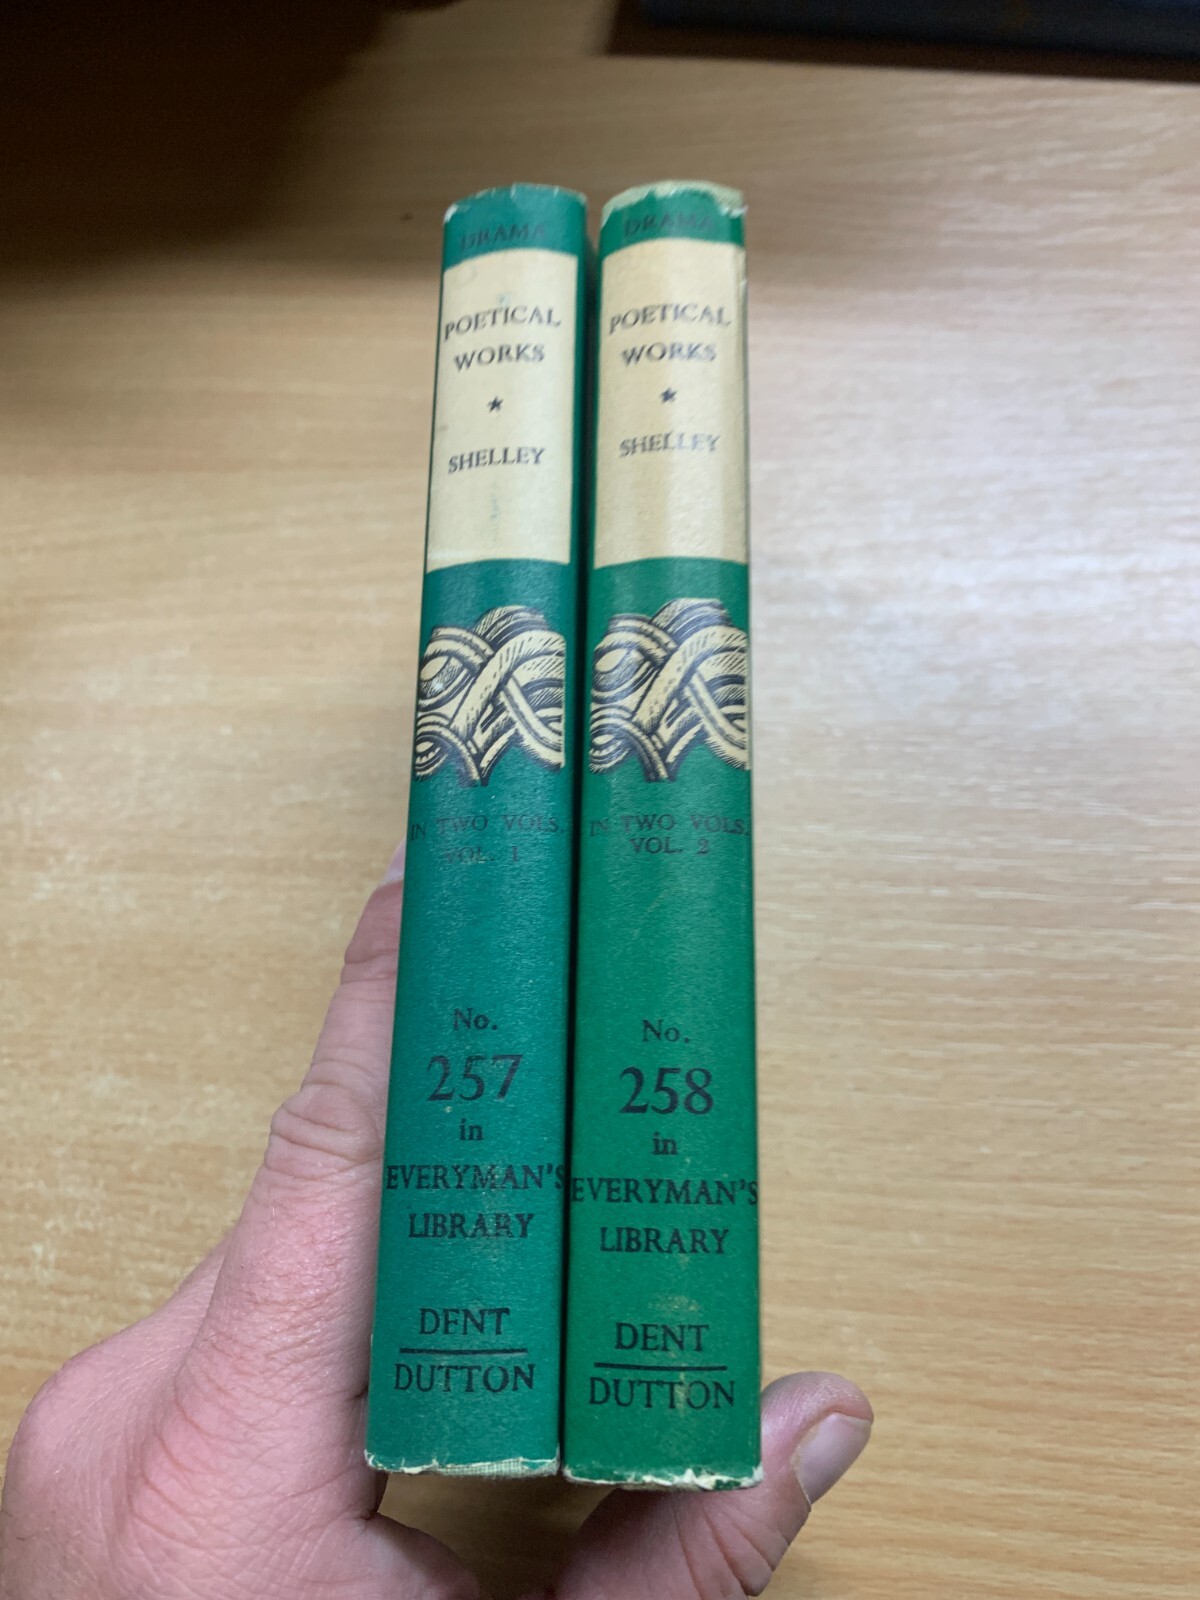 DRAMA
POETICAL
WORKS
★
SHELLEY
IN TWO VOLS.
VOL. 1
No.
257
in
EVERYMAN'S
LIBRARY
DENT
DUTTON
DRAMA
POETICAL
WORKS
★
SHELLEY
IN TWO VOLS.
VOL. 2
No.
258
in
EVERYMAN'S
LIBRARY
DENT
DUTTON